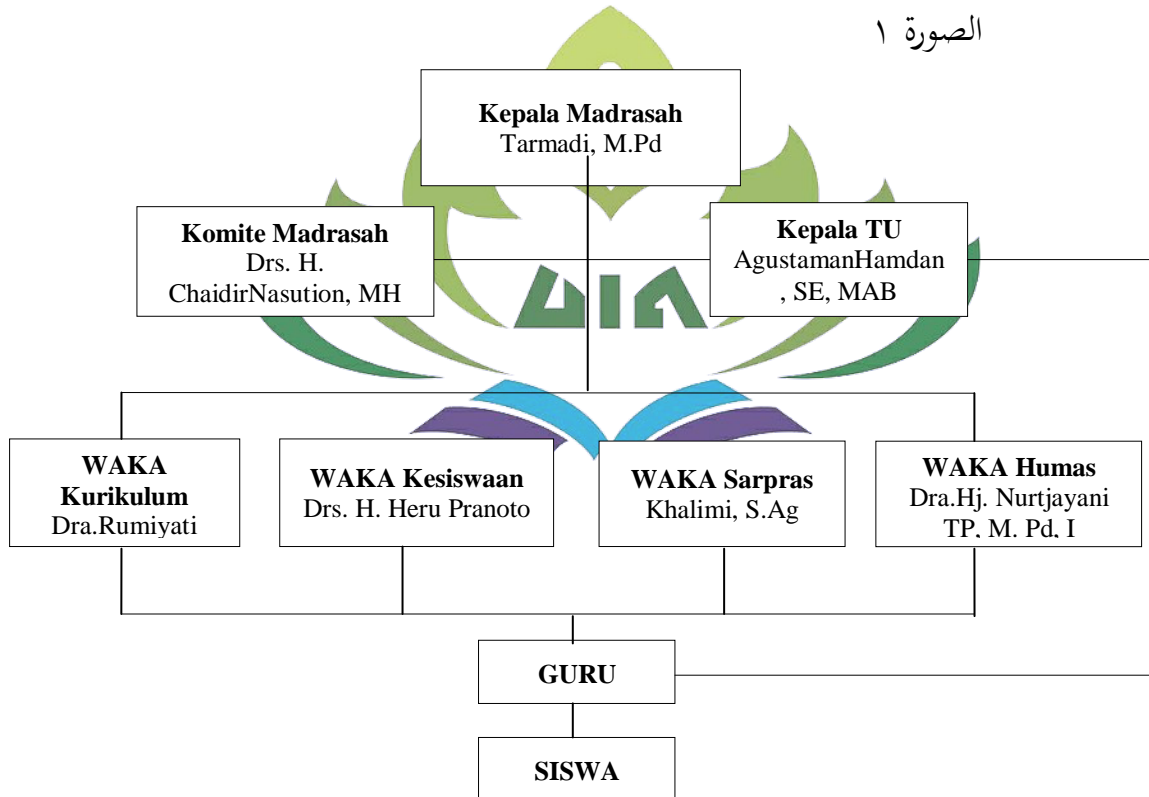 الصورة ١
Kepala Madrasah
Tarmadi, M.Pd
Komite Madrasah
Drs. H.
ChaidirNasution, MH
Kepala TU
AgustamanHamdan
, SE, MAB
WAKA
Kurikulum
Dra.Rumiyati
WAKA Kesiswaan
Drs. H. Heru Pranoto
WAKA Sarpras
Khalimi, S.Ag
WAKA Humas
Dra.Hj. Nurtjayani
TP, M. Pd, I
GURU
SISWA